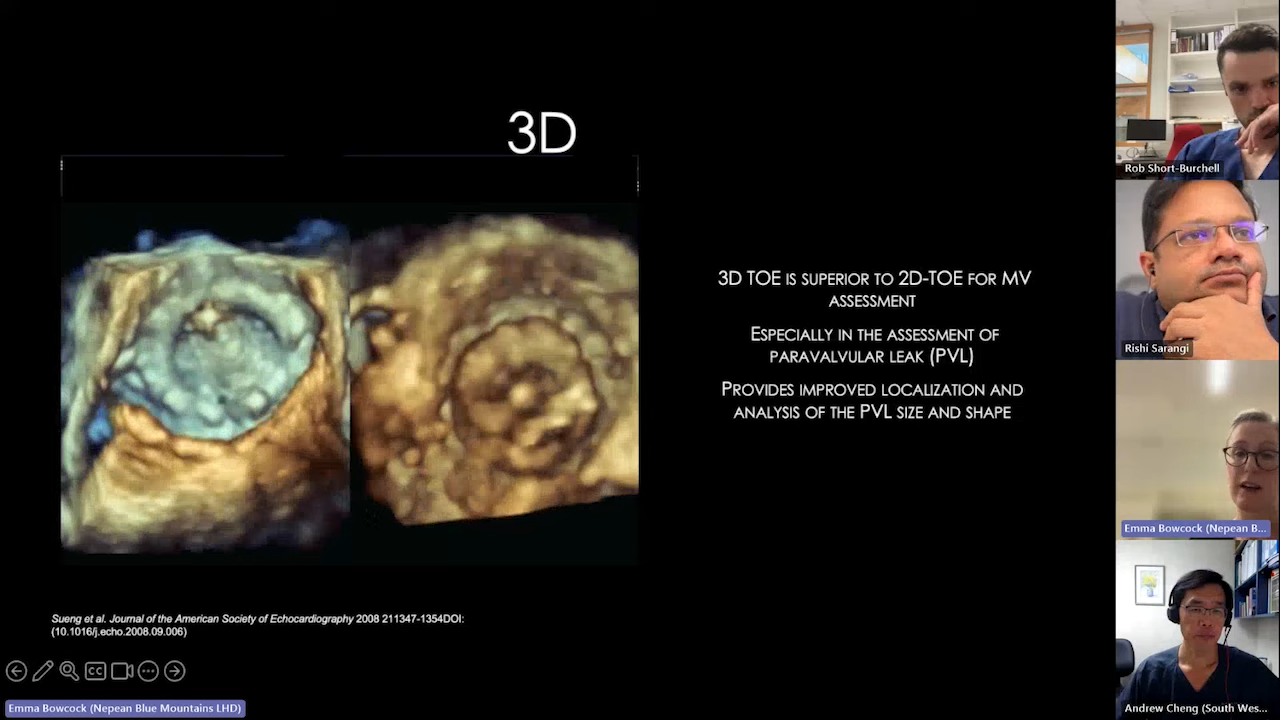 3D
3D TOE IS SUPERIOR TO 2D-TOE FOR MV
ASSESSMENT
ESPECIALLY IN THE ASSESSMENT OF
PARAVALVULAR LEAK (PVL)
PROVIDES IMPROVED LOCALIZATION AND
ANALYSIS OF THE PVL SIZE AND SHAPE
Sueng et al. Journal of the American Society of Echocardiography 2008 211347-1354DOI:
(10.1016/j.echo.2008.09.006)
CC
Emma Bowcock (Nepean Blue Mountains LHD)
Rob Short-Burchell
Rishi Sarangi
Emma Bowcock (Nepean B...
Andrew Cheng (South Wes...